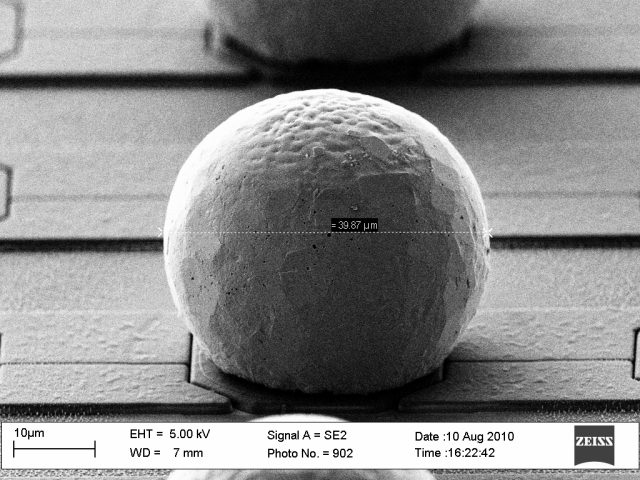 = 39.87 µm
10µm
EHT = 5.00 kV
Signal A = SE2
Date :10 Aug 2010
ZEISS
WD = 7 mm
Photo No. = 902
Time :16:22:42